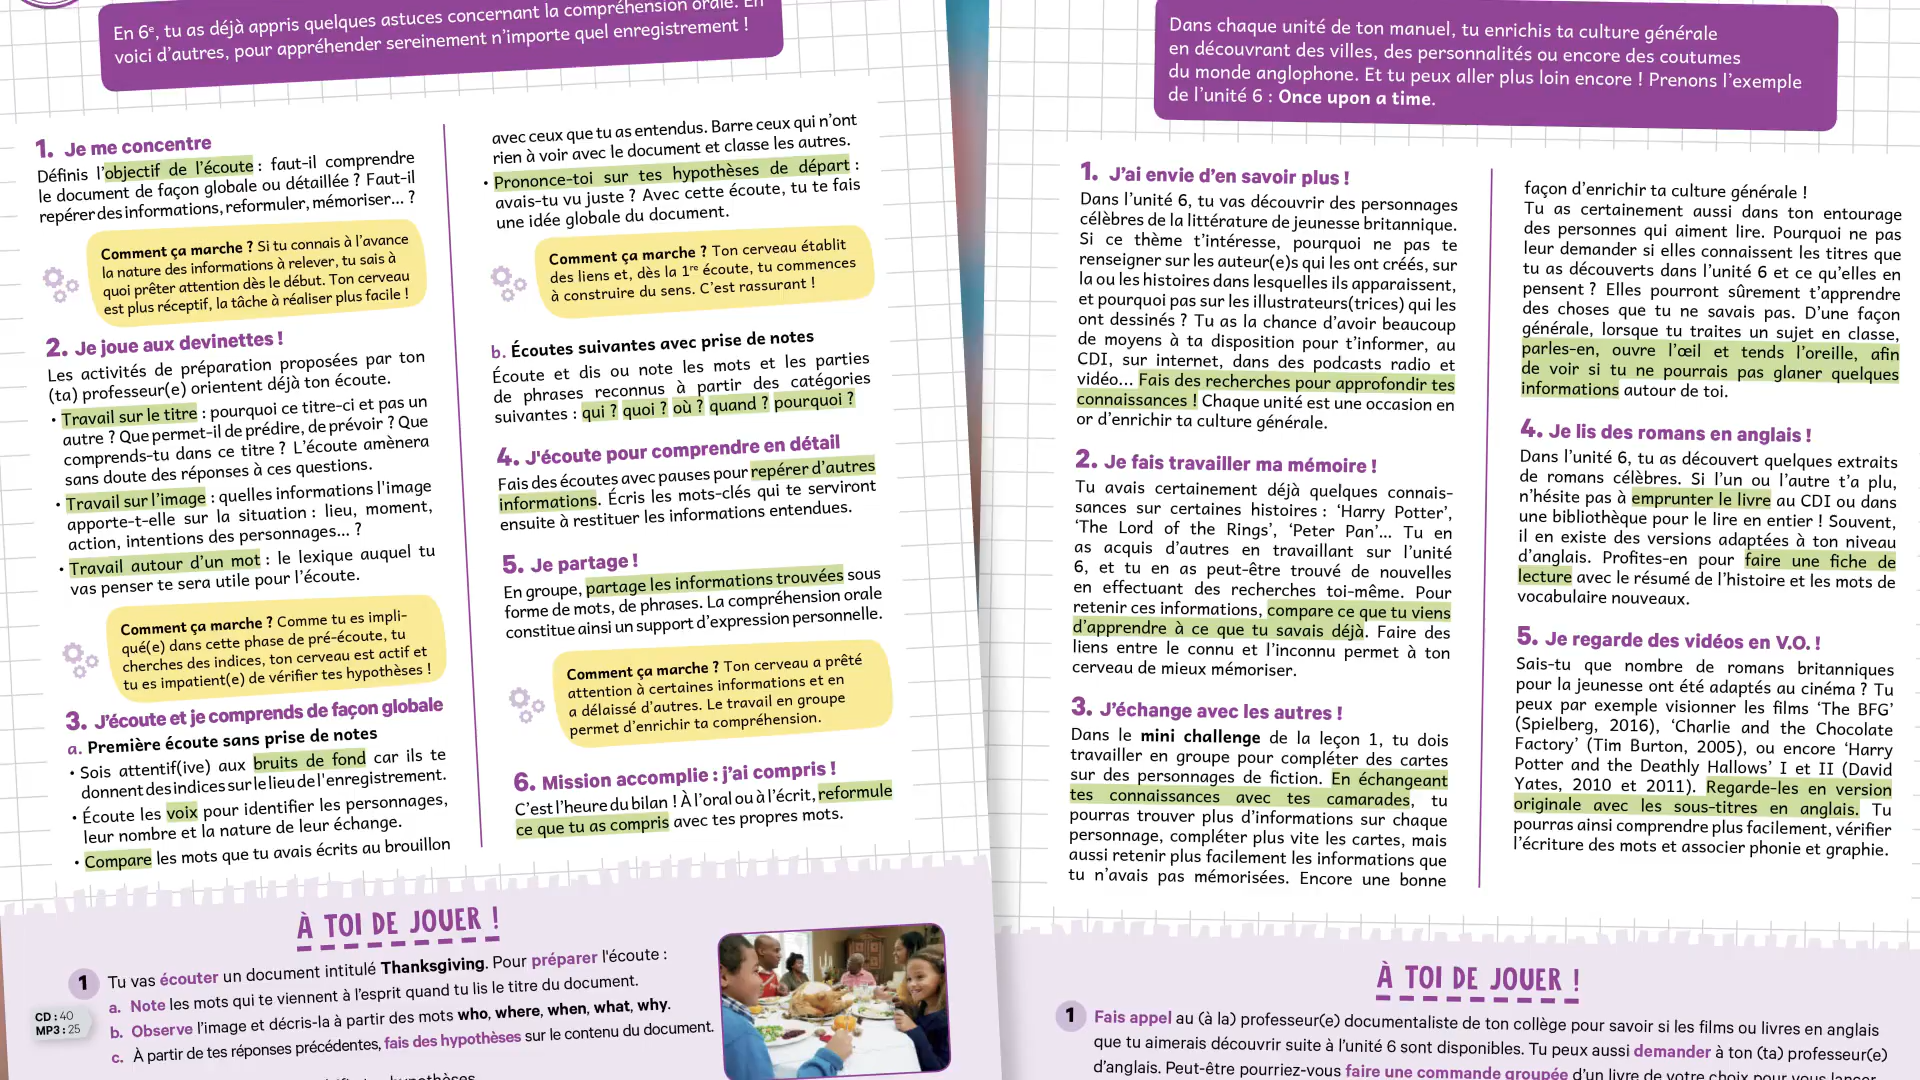 En 6e, tu as déjà appris quelques astuces concernant la compréhension orale. En
voici d'autres, pour appréhender sereinement n'importe quel enregistrement !
1. Je me concentre
Définis l'objectif de l'écoute : faut-il comprendre
le document de façon globale ou détaillée ? Faut-il
repérer des informations, reformuler, mémoriser... ?
Comment ça marche ? Si tu connais à l'avance
la nature des informations à relever, tu sais à
quoi prêter attention dès le début. Ton cerveau
est plus réceptif, la tâche à réaliser plus facile !
2. Je joue aux devinettes !
Les activités de préparation proposées par ton
(ta) professeur(e) orientent déjà ton écoute.
• Travail sur le titre : pourquoi ce titre-ci et pas un
autre ? Que permet-il de prédire, de prévoir ? Que
comprends-tu dans ce titre ? L'écoute amènera
sans doute des réponses à ces questions.
• Travail sur l'image : quelles informations l'image
apporte-t-elle sur la situation : lieu, moment,
action, intentions des personnages... ?
• Travail autour d'un mot : le lexique auquel tu
vas penser te sera utile pour l'écoute.
Comment ça marche ? Comme tu es impli-
qué(e) dans cette phase de pré-écoute, tu
cherches des indices, ton cerveau est actif et
tu es impatient(e) de vérifier tes hypothèses !
3. J'écoute et je comprends de façon globale
a. Première écoute sans prise de notes
• Sois attentif(ive) aux bruits de fond car ils te
donnent des indices sur le lieu de l'enregistrement.
• Écoute les voix pour identifier les personnages,
leur nombre et la nature de leur échange.
• Compare les mots que tu avais écrits au brouillon
avec ceux que tu as entendus. Barre ceux qui n'ont
rien à voir avec le document et classe les autres.
• Prononce-toi sur tes hypothèses de départ :
avais-tu vu juste ? Avec cette écoute, tu te fais
une idée globale du document.
Comment ça marche ? Ton cerveau établit
des liens et, dès la 1re écoute, tu commences
à construire du sens. C'est rassurant !
b. Écoutes suivantes avec prise de notes
Écoute et dis ou note les mots et les parties
de phrases reconnus à partir des catégories
suivantes : qui ? quoi ? où ? quand ? pourquoi ?
4. J'écoute pour comprendre en détail
Fais des écoutes avec pauses pour repérer d'autres
informations. Écris les mots-clés qui te serviront
ensuite à restituer les informations entendues.
5. Je partage !
En groupe, partage les informations trouvées sous
forme de mots, de phrases. La compréhension orale
constitue ainsi un support d'expression personnelle.
Comment ça marche ? Ton cerveau a prêté
attention à certaines informations et en
a délaissé d'autres. Le travail en groupe
permet d'enrichir ta compréhension.
6. Mission accomplie : j'ai compris !
C'est l'heure du bilan ! À l'oral ou à l'écrit, reformule
ce que tu as compris avec tes propres mots.
À TOI DE JOUER !
1 Tu vas écouter un document intitulé Thanksgiving. Pour préparer l'écoute :
CD : 40
MP3 : 25
a. Note les mots qui te viennent à l'esprit quand tu lis le titre du document.
b. Observe l'image et décris-la à partir des mots who, where, when, what, why.
c. À partir de tes réponses précédentes, fais des hypothèses sur le contenu du document.
Dans chaque unité de ton manuel, tu enrichis ta culture générale
en découvrant des villes, des personnalités ou encore des coutumes
du monde anglophone. Et tu peux aller plus loin encore ! Prenons l'exemple
de l'unité 6 : Once upon a time.
1. J'ai envie d'en savoir plus !
Dans l'unité 6, tu vas découvrir des personnages
célèbres de la littérature de jeunesse britannique.
Si ce thème t'intéresse, pourquoi ne pas te
renseigner sur les auteur(e)s qui les ont créés, sur
la ou les histoires dans lesquelles ils apparaissent,
et pourquoi pas sur les illustrateurs(trices) qui les
ont dessinés ? Tu as la chance d'avoir beaucoup
de moyens à ta disposition pour t'informer, au
CDI, sur internet, dans des podcasts radio et
vidéo... Fais des recherches pour approfondir tes
connaissances ! Chaque unité est une occasion en
or d'enrichir ta culture générale.
2. Je fais travailler ma mémoire !
Tu avais certainement déjà quelques connais-
sances sur certaines histoires : 'Harry Potter',
'The Lord of the Rings', 'Peter Pan'... Tu en
as acquis d'autres en travaillant sur l'unité
6, et tu en as peut-être trouvé de nouvelles
en effectuant des recherches toi-même. Pour
retenir ces informations, compare ce que tu viens
d'apprendre à ce que tu savais déjà. Faire des
liens entre le connu et l'inconnu permet à ton
cerveau de mieux mémoriser.
3. J'échange avec les autres !
Dans le mini challenge de la leçon 1, tu dois
travailler en groupe pour compléter des cartes
sur des personnages de fiction. En échangeant
tes connaissances avec tes camarades, tu
pourras trouver plus d'informations sur chaque
personnage, compléter plus vite les cartes, mais
aussi retenir plus facilement les informations que
tu n'avais pas mémorisées. Encore une bonne
façon d'enrichir ta culture générale !
Tu as certainement aussi dans ton entourage
des personnes qui aiment lire. Pourquoi ne pas
leur demander si elles connaissent les titres que
tu as découverts dans l'unité 6 et ce qu'elles en
pensent ? Elles pourront sûrement t'apprendre
des choses que tu ne savais pas. D'une façon
générale, lorsque tu traites un sujet en classe,
parles-en, ouvre l'œil et tends l'oreille, afin
de voir si tu ne pourrais pas glaner quelques
informations autour de toi.
4. Je lis des romans en anglais !
Dans l'unité 6, tu as découvert quelques extraits
de romans célèbres. Si l'un ou l'autre t'a plu,
n'hésite pas à emprunter le livre au CDI ou dans
une bibliothèque pour le lire en entier ! Souvent,
il en existe des versions adaptées à ton niveau
d'anglais. Profites-en pour faire une fiche de
lecture avec le résumé de l'histoire et les mots de
vocabulaire nouveaux.
5. Je regarde des vidéos en V.O. !
Sais-tu que nombre de romans britanniques
pour la jeunesse ont été adaptés au cinéma ? Tu
peux par exemple visionner les films 'The BFG'
(Spielberg, 2016), 'Charlie and the Chocolate
Factory' (Tim Burton, 2005), ou encore 'Harry
Potter and the Deathly Hallows' I et II (David
Yates, 2010 et 2011). Regarde-les en version
originale avec les sous-titres en anglais. Tu
pourras ainsi comprendre plus facilement, vérifier
l'écriture des mots et associer phonie et graphie.
À TOI DE JOUER !
1 Fais appel au (à la) professeur(e) documentaliste de ton collège pour savoir si les films ou livres en anglais
que tu aimerais découvrir suite à l'unité 6 sont disponibles. Tu peux aussi demander à ton (ta) professeur(e)
d'anglais. Peut-être pourriez-vous faire une commande groupée d'un livre de votre choix pour vous lancer